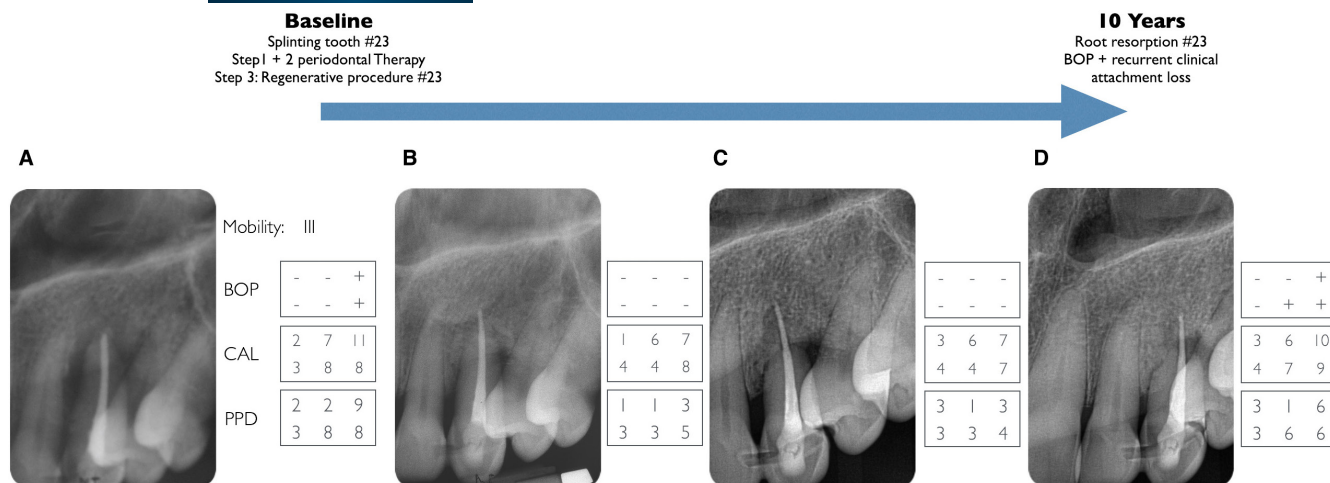 Baseline
Splinting tooth #23
Step1 + 2 periodontal Therapy
Step 3: Regenerative procedure #23
10 Years
Root resorption #23
BOP + recurrent clinical
attachment loss
A
B
C
D
Mobility: III
BOP
- - +
- - +
CAL
2 7 11
3 8 8
PPD
2 2 9
3 8 8
- - -
- - -
1 6 7
4 4 8
1 1 3
3 3 5
- - -
- - -
3 6 7
4 4 7
3 1 3
3 3 4
- - +
- + +
3 6 10
4 7 9
3 1 6
3 6 6